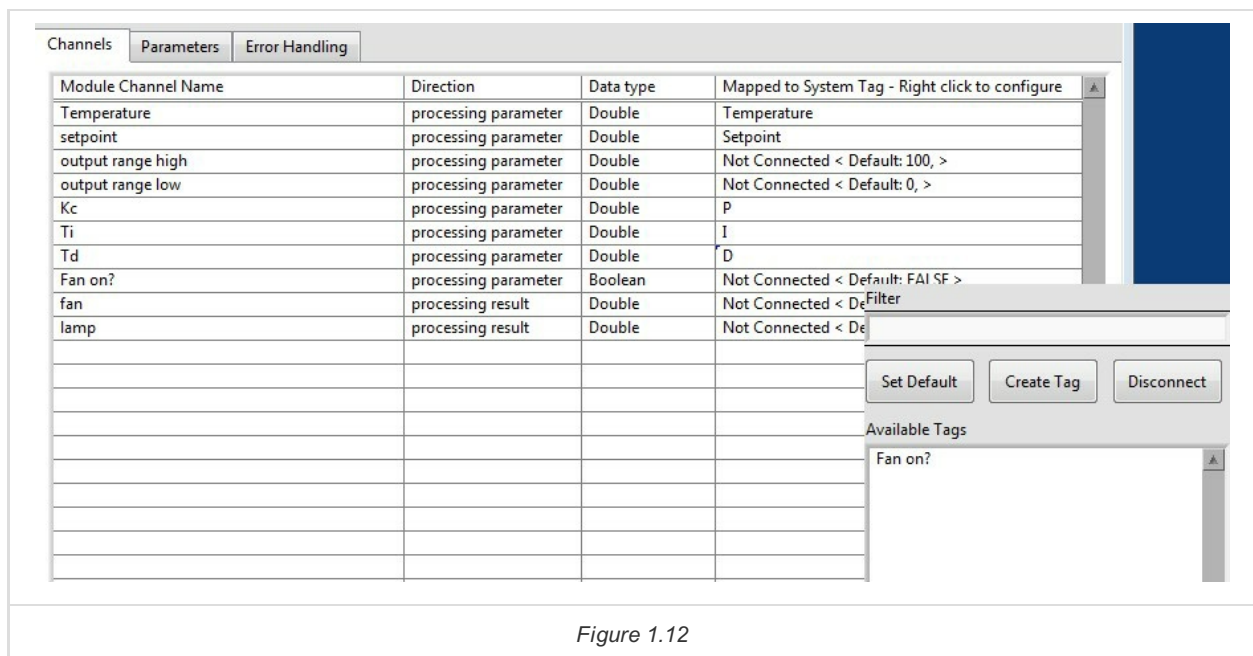 Channels Parameters Error Handling
Module Channel Name Direction Data type Mapped to System Tag - Right click to configure
Temperature processing parameter Double Temperature
setpoint processing parameter Double Setpoint
output range high processing parameter Double Not Connected < Default: 100, >
output range low processing parameter Double Not Connected < Default: 0, >
Kc processing parameter Double P
Ti processing parameter Double I
Td processing parameter Double D
Fan on? processing parameter Boolean Not Connected < Default: FALSE >
fan processing result Double Not Connected < De
lamp processing result Double Not Connected < De
Filter
Set Default Create Tag Disconnect
Available Tags
Fan on?
Figure 1.12